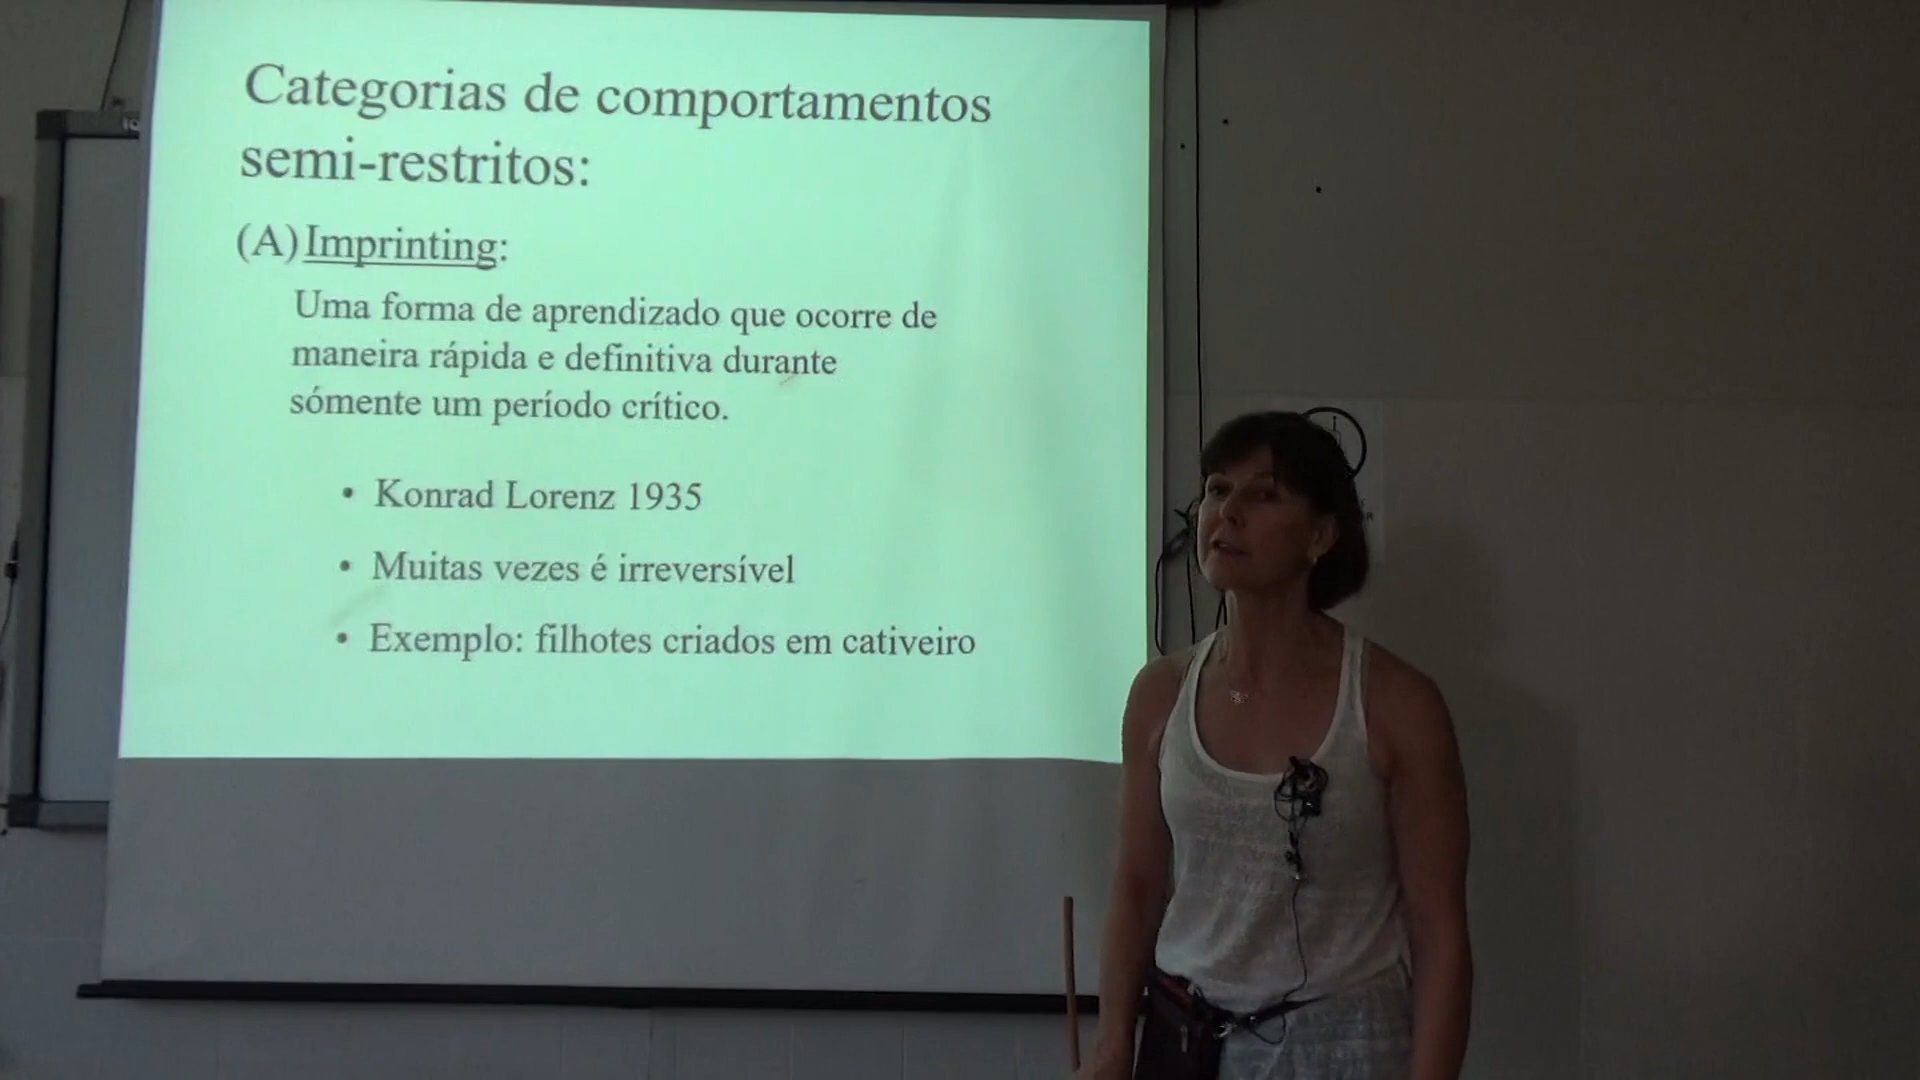 Categorias de comportamentos
semi-restritos:
(A) Imprinting:
Uma forma de aprendizado que ocorre de
maneira rápida e definitiva durante
sómente um período crítico.
• Konrad Lorenz 1935
• Muitas vezes é irreversível
• Exemplo: filhotes criados em cativeiro